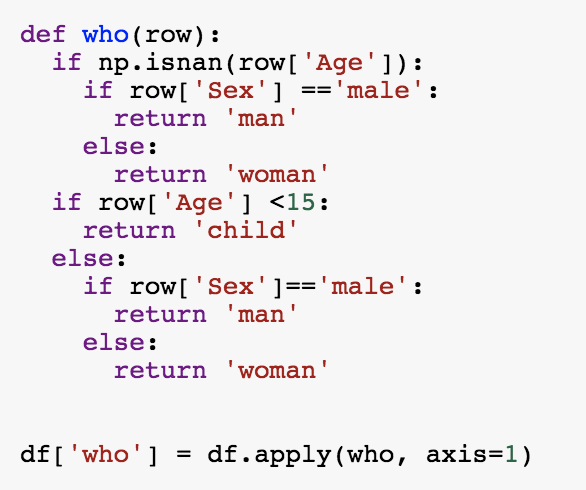 def who(row):
  if np.isnan(row['Age']):
    if row['Sex'] =='male':
      return 'man'
    else:
      return 'woman'
  if row['Age'] <15:
    return 'child'
  else:
    if row['Sex']=='male':
      return 'man'
    else:
      return 'woman'
df['who'] = df.apply(who, axis=1)